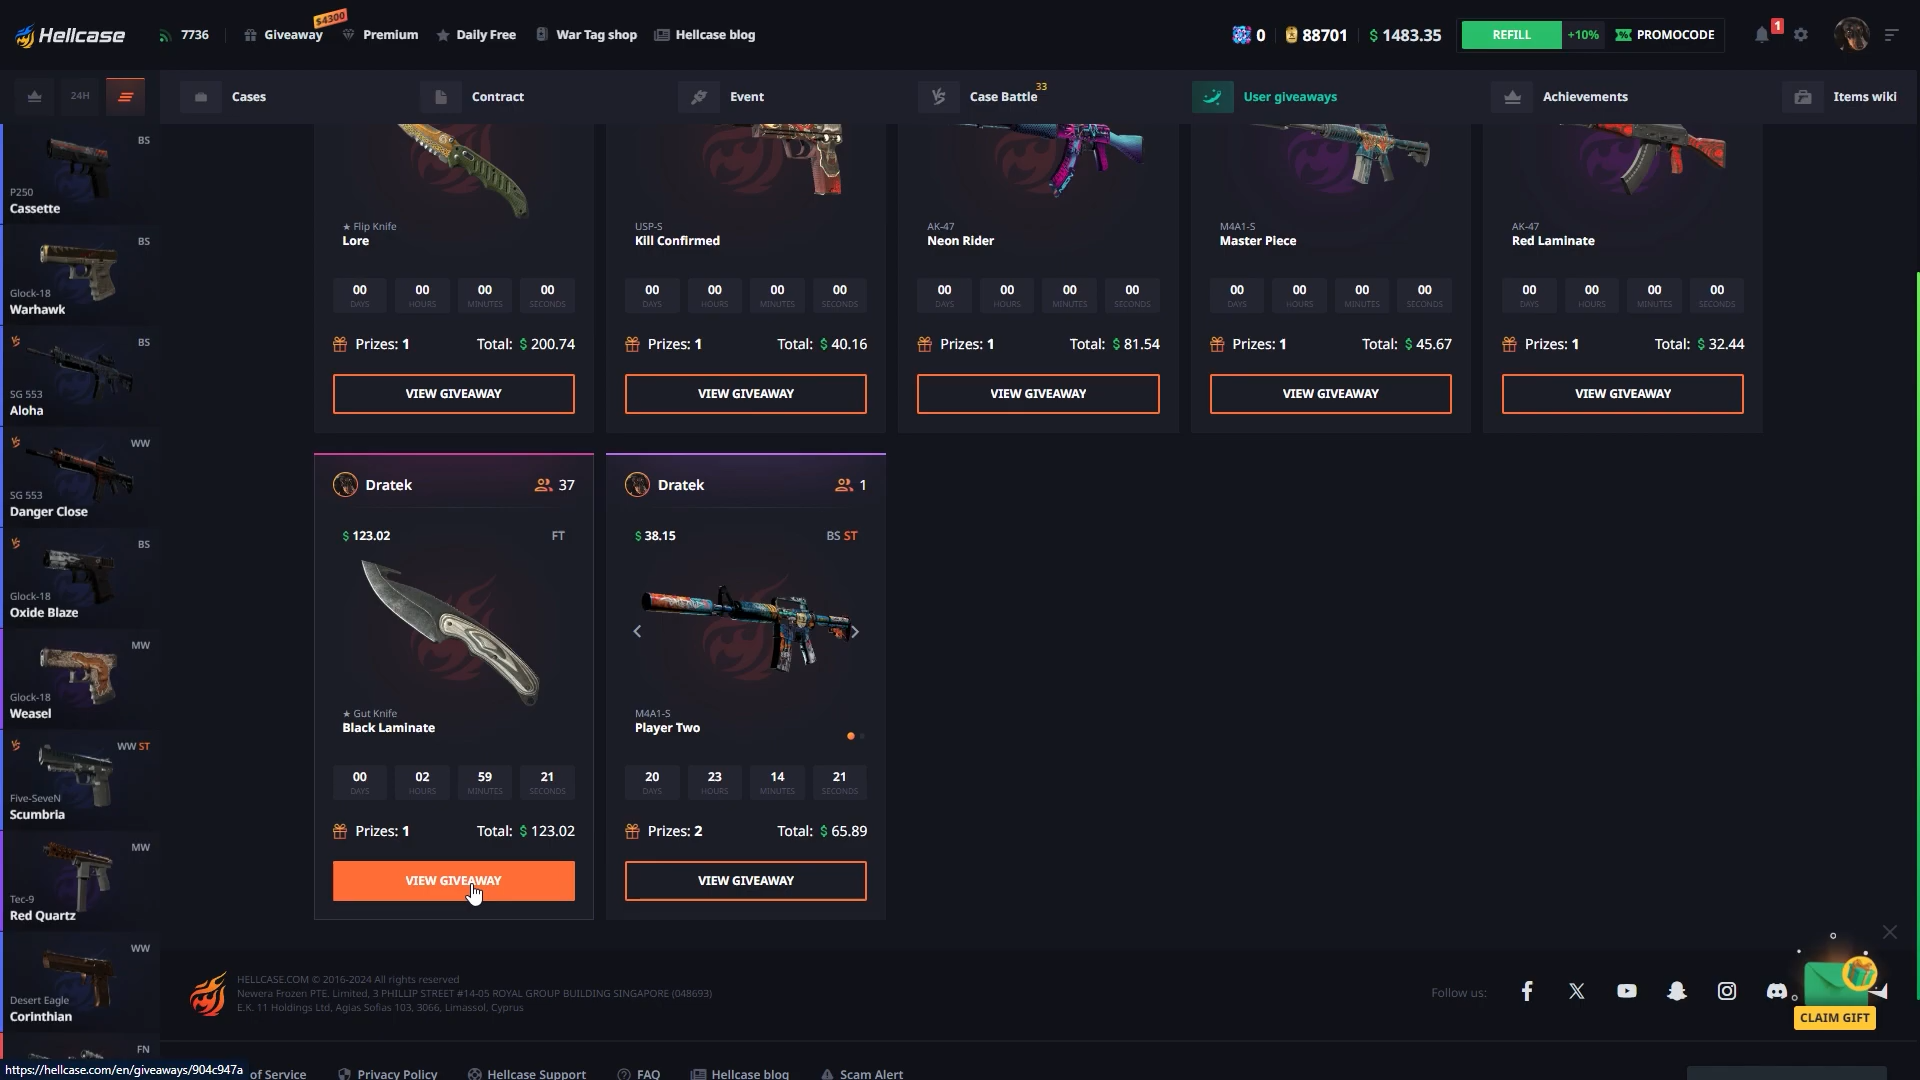 Hellcase 7736 Giveaway $4300 Premium Daily Free War Tag shop Hellcase blog 0 88701 $ 1483.35 REFILL +10% PROMOCODE 1
24H Cases Contract Event Case Battle 33 User giveaways Achievements Items wiki
BS
P250
Cassette
BS
Glock-18
Warhawk
BS
SG 553
Aloha
WW
SG 553
Danger Close
BS
Glock-18
Oxide Blaze
MW
Glock-18
Weasel
WW ST
Five-SeveN
Scumbria
MW
Tec-9
Red Quartz
WW
Desert Eagle
Corinthian
FN
★ Flip Knife
Lore
00 00 00 00
DAYS HOURS MINUTES SECONDS
Prizes: 1 Total: $ 200.74
VIEW GIVEAWAY
USP-S
Kill Confirmed
00 00 00 00
DAYS HOURS MINUTES SECONDS
Prizes: 1 Total: $ 40.16
VIEW GIVEAWAY
AK-47
Neon Rider
00 00 00 00
DAYS HOURS MINUTES SECONDS
Prizes: 1 Total: $ 81.54
VIEW GIVEAWAY
M4A1-S
Master Piece
00 00 00 00
DAYS HOURS MINUTES SECONDS
Prizes: 1 Total: $ 45.67
VIEW GIVEAWAY
AK-47
Red Laminate
00 00 00 00
DAYS HOURS MINUTES SECONDS
Prizes: 1 Total: $ 32.44
VIEW GIVEAWAY
Dratek 37
$ 123.02 FT
★ Gut Knife
Black Laminate
00 02 59 21
DAYS HOURS MINUTES SECONDS
Prizes: 1 Total: $ 123.02
VIEW GIVEAWAY
Dratek 1
$ 38.15 BS ST
M4A1-S
Player Two
20 23 14 21
DAYS HOURS MINUTES SECONDS
Prizes: 2 Total: $ 65.89
VIEW GIVEAWAY
HELLCASE.COM © 2016-2024 All rights reserved
Newera Frozen PTE. Limited, 3 PHILLIP STREET #14-05 ROYAL GROUP BUILDING SINGAPORE (048693)
E.K. 11 Holdings Ltd, Agias Sofias 103, 3066, Limassol, Cyprus
Follow us:
CLAIM GIFT
https://hellcase.com/en/giveaways/904c947a
of Service Privacy Policy Hellcase Support FAQ Hellcase blog Scam Alert